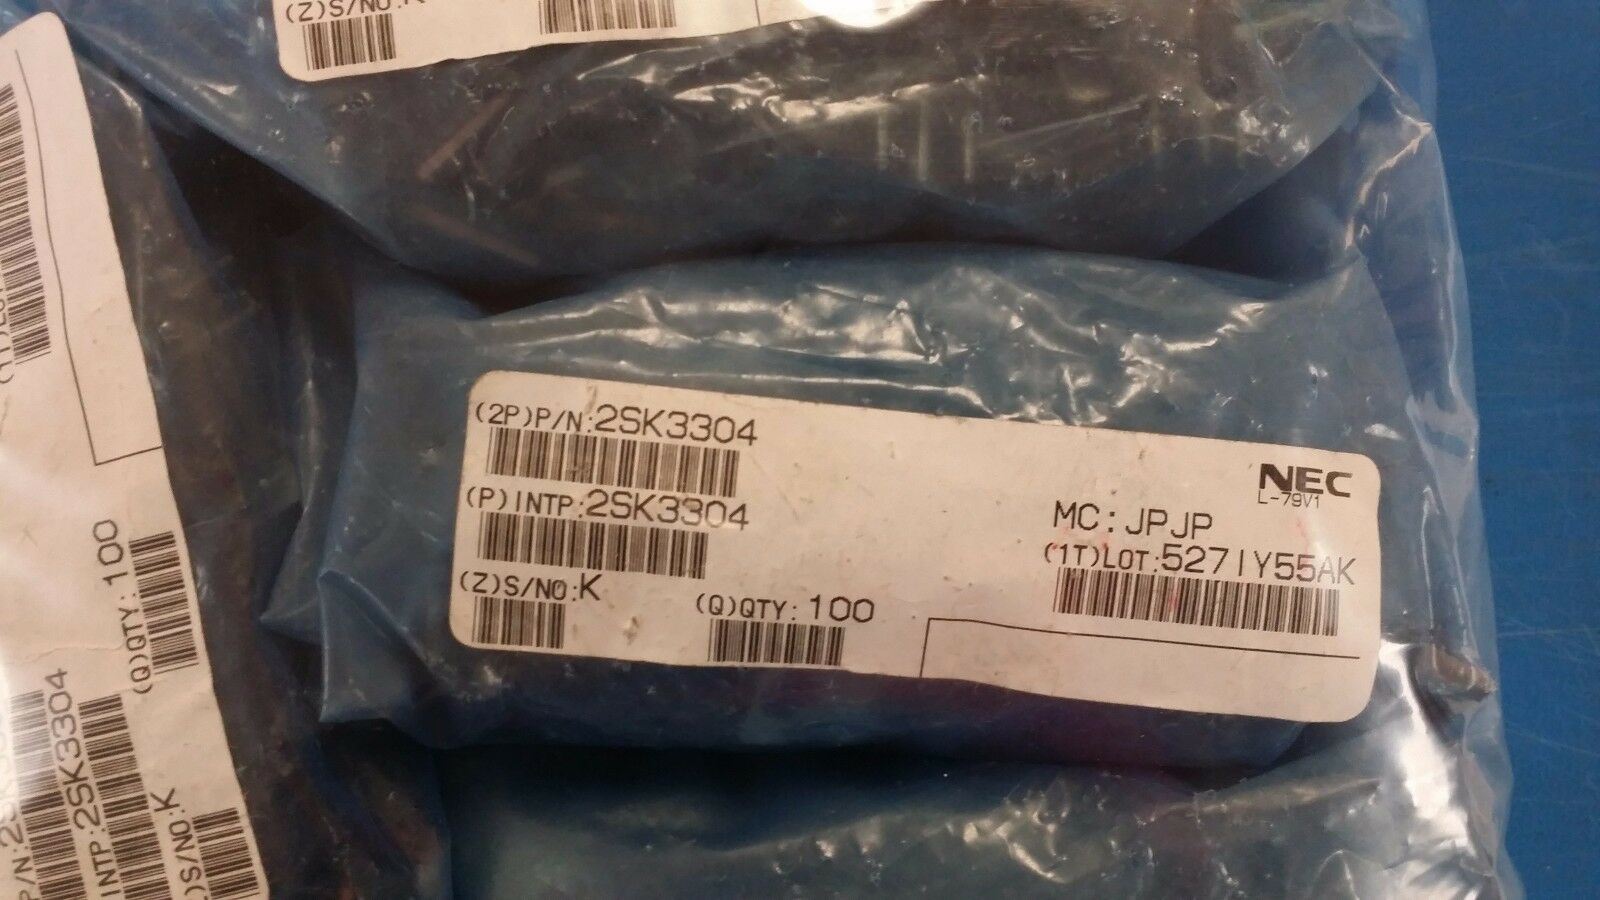 (Z)S/NO:K
(2P)P/N:2SK3304
(P)INTP:2SK3304
(Z)S/NO:K
(Q)QTY:100
NEC
L-79V1
MC:JPJP
(1T)LOT:527IY55AK
(Q)QTY:100
INTP:2SK3304
)S/NO:K